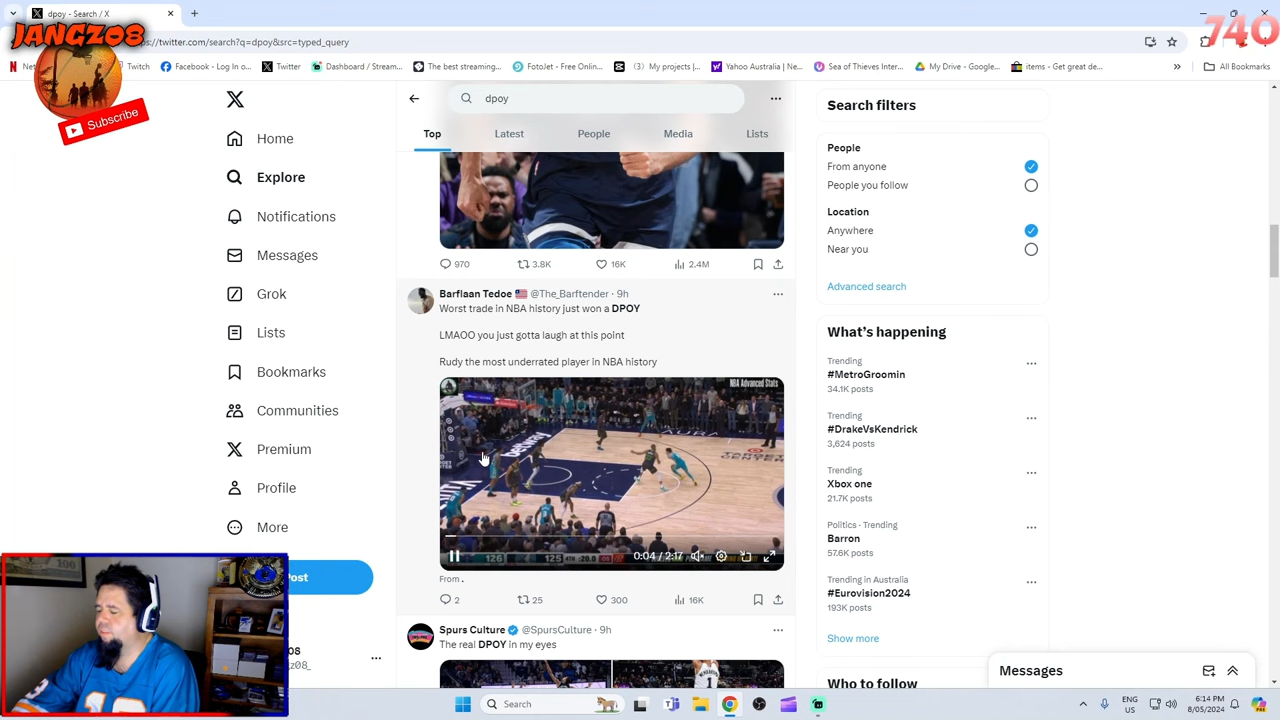 dpoy - Search / X
JANGZ08
740
ps://twitter.com/search?q=dpoy&src=typed_query
Net
Twitch
Facebook - Log in o...
Twitter
Dashboard / Stream...
The best streaming...
FotoJet - Free Onlin...
(3) My projects |...
Yahoo Australia | Ne...
Sea of Thieves Inter...
My Drive - Google...
items - Get great de...
All Bookmarks
Subscribe
dpoy
Top
Latest
People
Media
Lists
Home
Explore
Notifications
Messages
Grok
Lists
Bookmarks
Communities
Premium
Profile
More
Post
970
3.8K
16K
2.4M
Barflaan Tedoe @The_Barftender · 9h
Worst trade in NBA history just won a DPOY
LMAOO you just gotta laugh at this point
Rudy the most underrated player in NBA history
NBA Advanced Stats
126
125
0:04 / 2:17
From .
2
25
300
16K
Spurs Culture @SpursCulture · 9h
The real DPOY in my eyes
1
Search filters
People
From anyone
People you follow
Location
Anywhere
Near you
Advanced search
What's happening
Trending
#MetroGroomin
34.1K posts
Trending
#DrakeVsKendrick
3,624 posts
Trending
Xbox one
21.7K posts
Politics · Trending
Barron
57.6K posts
Trending in Australia
#Eurovision2024
193K posts
Show more
Who to follow
Messages
08
z08_
Search
ENG
US
6:14 PM
8/05/2024